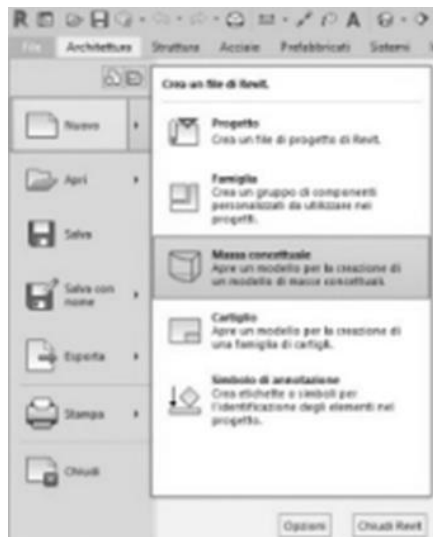 R
A
File Architettura Struttura Acciaio Prefabbricati Sistemi
Crea un file di Revit.
Nuovo
Progetto
Crea un file di progetto di Revit.
Apri
Famiglia
Crea un gruppo di componenti
personalizzati da utilizzare nei
progetti.
Salva
Massa concettuale
Apre un modello per la creazione di
un modello di masse concettuali.
Salva con
nome
Cartiglio
Apre un modello per la creazione di
una famiglia di cartigli.
Esporta
Simbolo di annotazione
Crea etichette o simboli per
l'identificazione degli elementi nel
progetto.
Stampa
Chiudi
Opzioni Chiudi Revit